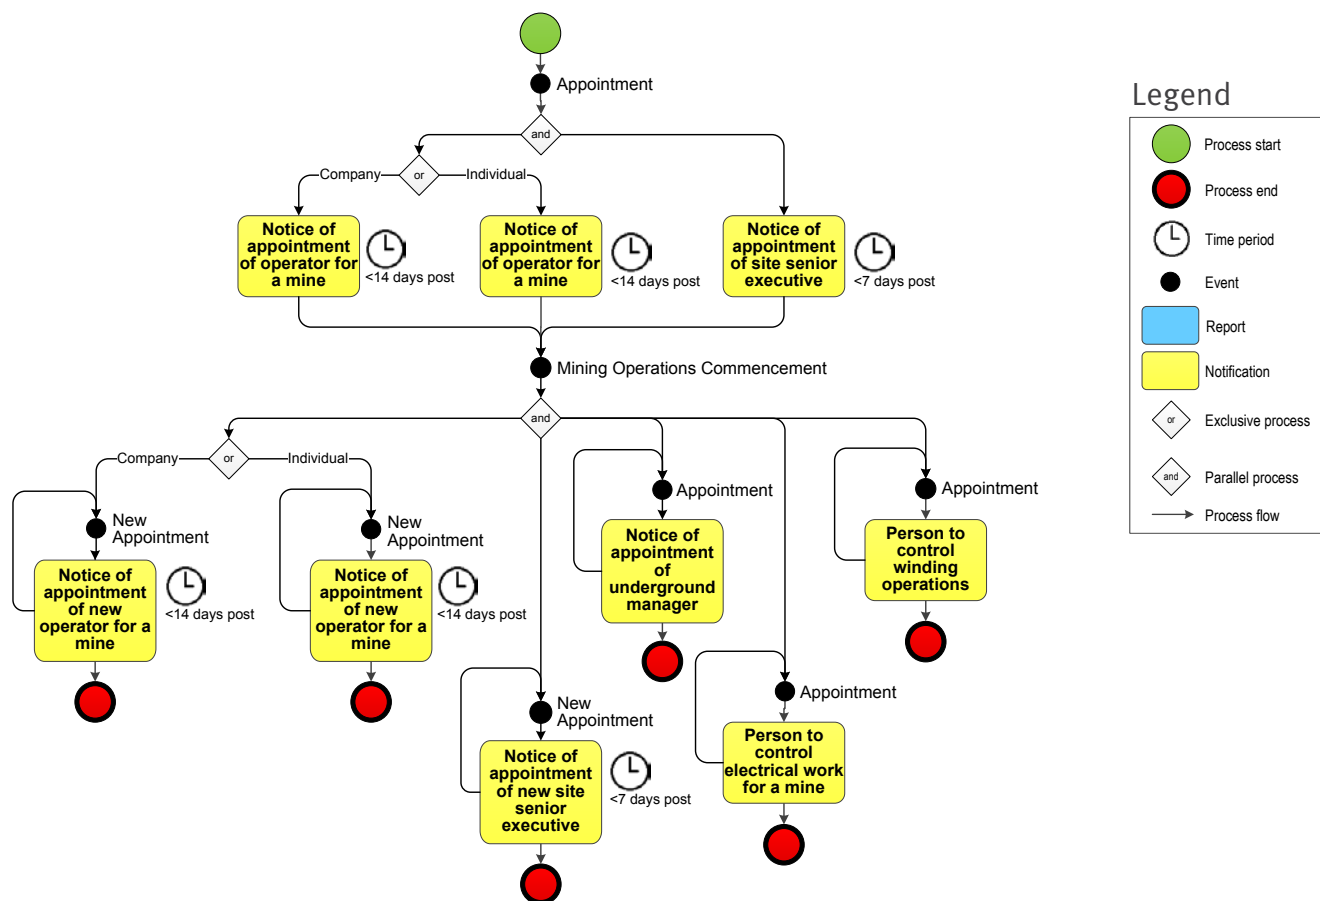 Appointment
and
Company
or
Individual
Notice of
appointment
of operator for
a mine
<14 days post
Notice of
appointment
of operator for
a mine
<14 days post
Notice of
appointment
of site senior
executive
<7 days post
Mining Operations Commencement
and
Company
or
Individual
New
Appointment
Notice of
appointment
of new
operator for a
mine
<14 days post
New
Appointment
Notice of
appointment
of new
operator for a
mine
<14 days post
New
Appointment
Notice of
appointment
of new site
senior
executive
<7 days post
Appointment
Notice of
appointment
of
underground
manager
Appointment
Person to
control
electrical work
for a mine
Appointment
Person to
control
winding
operations
Legend
Process start
Process end
Time period
Event
Report
Notification
or
Exclusive process
and
Parallel process
Process flow